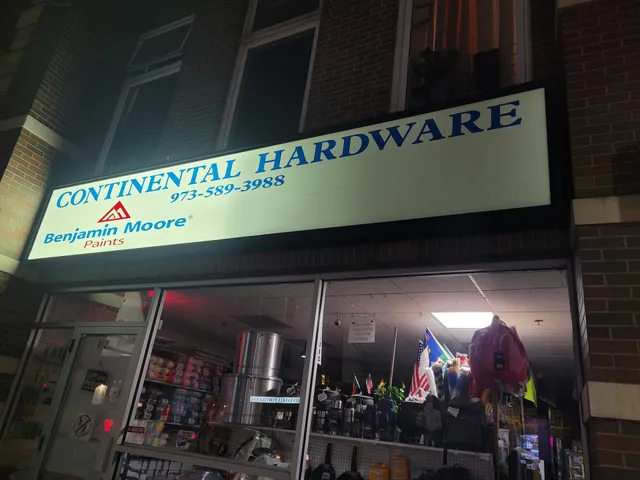 CONTINENTAL HARDWARE
973-589-3988
Benjamin Moore®
Paints